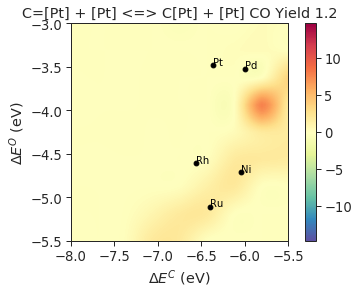 C=[Pt] + [Pt] <=> C[Pt] + [Pt] CO Yield 1.2
−3.0
−3.5
−4.0
−4.5
−5.0
−5.5
ΔE^O (eV)
Pt
Pd
Rh
Ni
Ru
−8.0 −7.5 −7.0 −6.5 −6.0 −5.5
ΔE^C (eV)
10
5
0
−5
−10